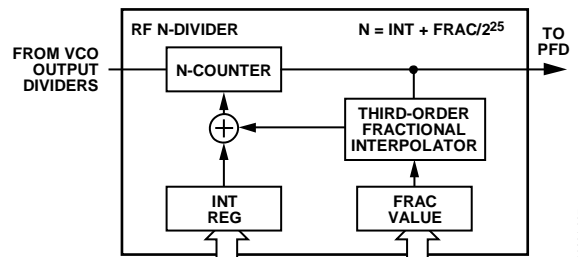 RF N-DIVIDER
N = INT + FRAC/2²⁵
TO
PFD
FROM VCO
OUTPUT
DIVIDERS
N-COUNTER
THIRD-ORDER
FRACTIONAL
INTERPOLATOR
INT
REG
FRAC
VALUE